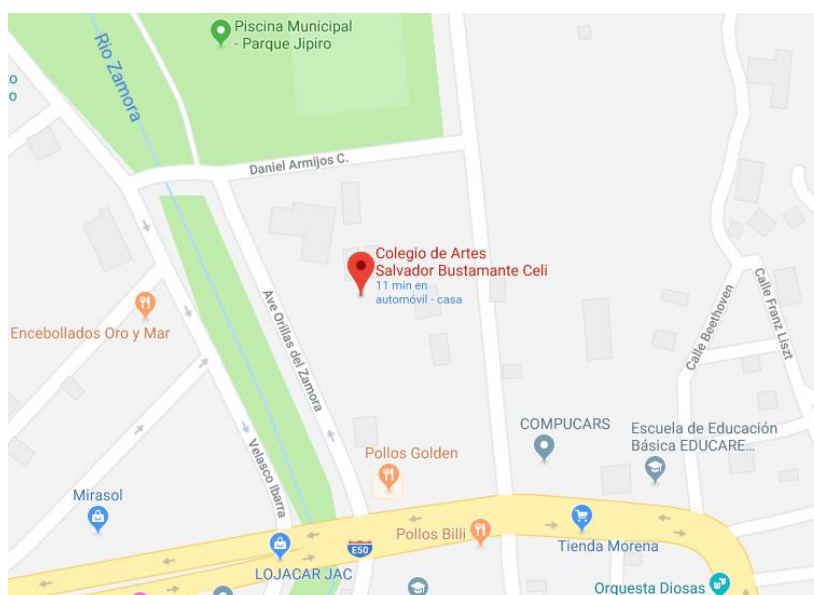 Piscina Municipal
- Parque Jipiro
Rio Zamora
o
o
Daniel Armijos C.
Colegio de Artes
Salvador Bustamante Celi
11 min en
automóvil - casa
Encebollados Oro y Mar
Ave Orillas del Zamora
Calle Beethoven
Calle Franz Liszt
COMPUCARS
Escuela de Educación
Básica EDUCARE...
Pollos Golden
Velasco Ibarra
Mirasol
Pollos Billi
E50
Tienda Morena
LOJACAR JAC
Orquesta Diosas